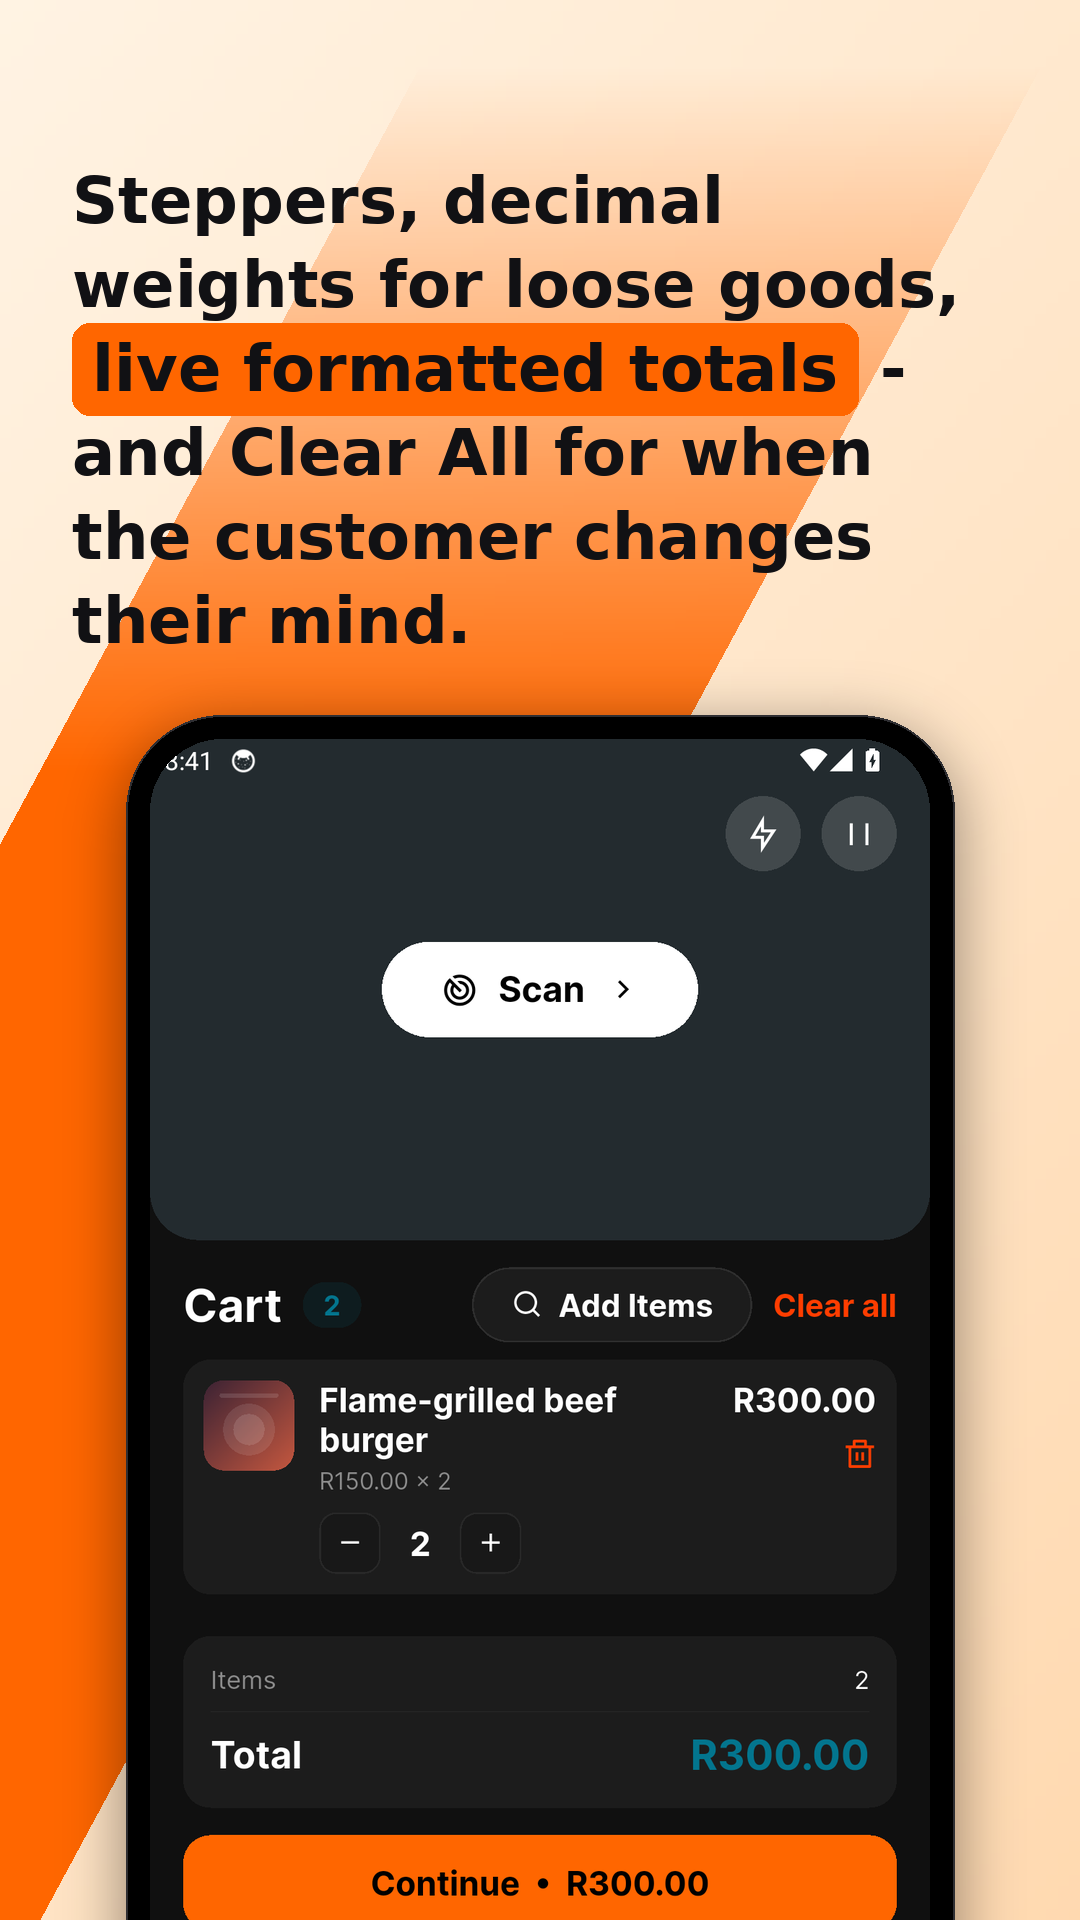 Steppers, decimal
weights for loose goods,
live formatted totals -
and Clear All for when
the customer changes
their mind.
8:41
Scan
Cart 2 Add Items Clear all
Flame-grilled beef R300.00
burger
R150.00 × 2
− 2 +
Items 2
Total R300.00
Continue • R300.00